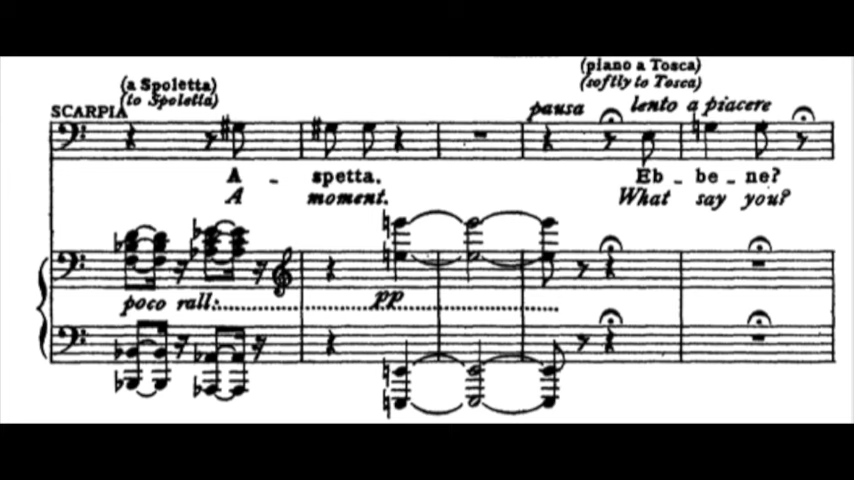 (piano a Tosca)
(softly to Tosca)
(a Spoletta)
(to Spoletta)
SCARPIA
pausa lento a piacere
A - spetta. Eb - be - ne?
A moment. What say you?
poco rall: pp